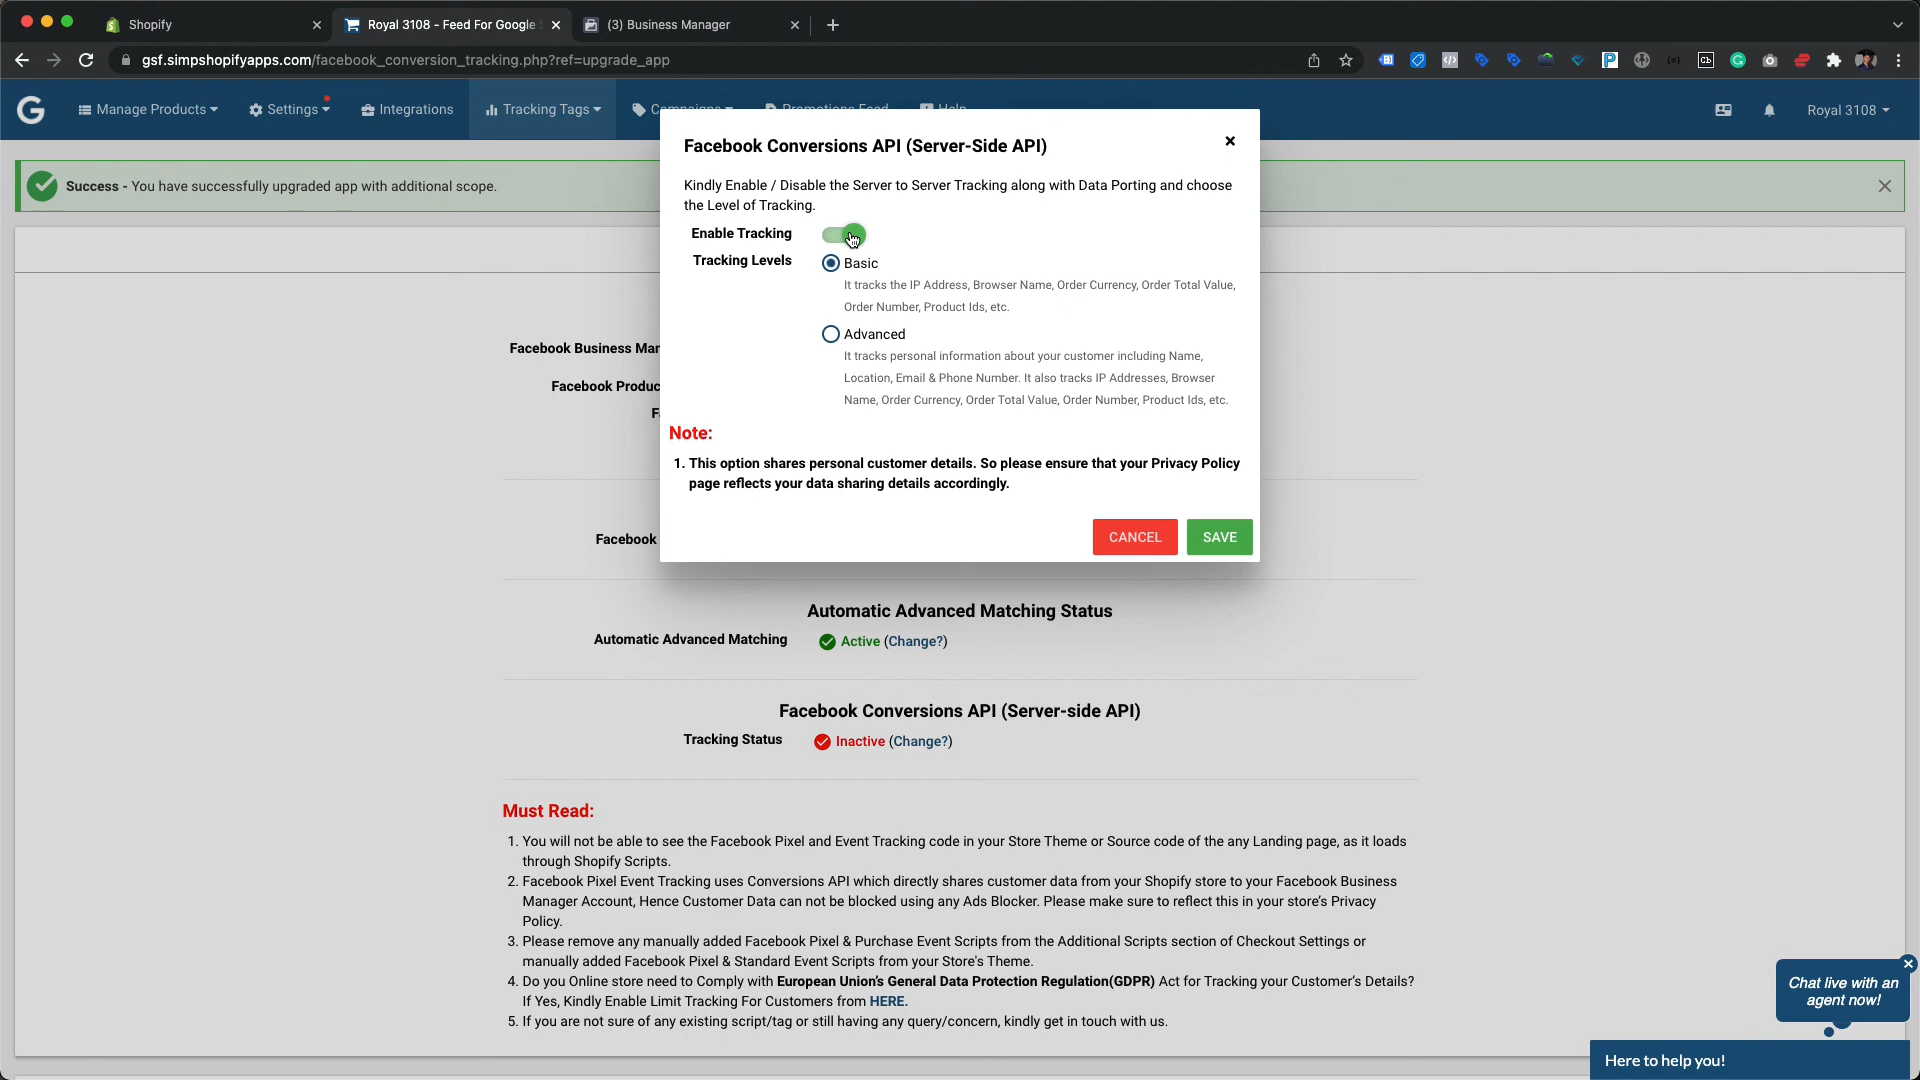 Shopify
Royal 3108 - Feed For Google
(3) Business Manager
gsf.simpshopifyapps.com/facebook_conversion_tracking.php?ref=upgrade_app
G Manage Products Settings Integrations Tracking Tags Campaigns Promotions Feed Help Royal 3108
Facebook Conversions API (Server-Side API)
Success - You have successfully upgraded app with additional scope.
Kindly Enable / Disable the Server to Server Tracking along with Data Porting and choose
the Level of Tracking.
Enable Tracking
Tracking Levels
Basic
It tracks the IP Address, Browser Name, Order Currency, Order Total Value,
Order Number, Product Ids, etc.
Advanced
It tracks personal information about your customer including Name,
Location, Email & Phone Number. It also tracks IP Addresses, Browser
Name, Order Currency, Order Total Value, Order Number, Product Ids, etc.
Note:
1. This option shares personal customer details. So please ensure that your Privacy Policy
page reflects your data sharing details accordingly.
CANCEL SAVE
Facebook Business Man
Facebook Produc
F
Facebook
Automatic Advanced Matching Status
Automatic Advanced Matching Active (Change?)
Facebook Conversions API (Server-side API)
Tracking Status Inactive (Change?)
Must Read:
1. You will not be able to see the Facebook Pixel and Event Tracking code in your Store Theme or Source code of the any Landing page, as it loads
through Shopify Scripts.
2. Facebook Pixel Event Tracking uses Conversions API which directly shares customer data from your Shopify store to your Facebook Business
Manager Account, Hence Customer Data can not be blocked using any Ads Blocker. Please make sure to reflect this in your store's Privacy
Policy.
3. Please remove any manually added Facebook Pixel & Purchase Event Scripts from the Additional Scripts section of Checkout Settings or
manually added Facebook Pixel & Standard Event Scripts from your Store's Theme.
4. Do you Online store need to Comply with European Union's General Data Protection Regulation(GDPR) Act for Tracking your Customer's Details?
If Yes, Kindly Enable Limit Tracking For Customers from HERE.
5. If you are not sure of any existing script/tag or still having any query/concern, kindly get in touch with us.
Chat live with an
agent now!
Here to help you!